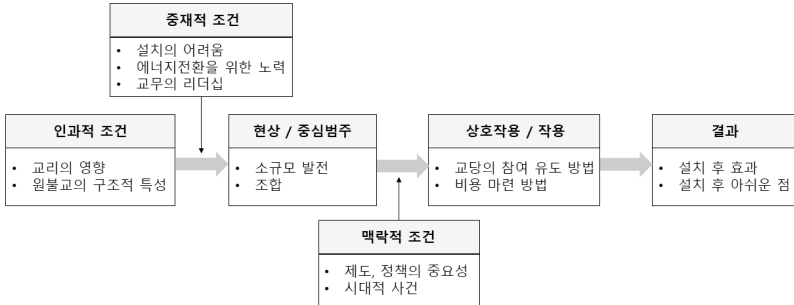 중재적 조건
• 설치의 어려움
• 에너지전환을 위한 노력
• 교무의 리더십
인과적 조건
• 교리의 영향
• 원불교의 구조적 특성
현상 / 중심범주
• 소규모 발전
• 조합
상호작용 / 작용
• 교당의 참여 유도 방법
• 비용 마련 방법
결과
• 설치 후 효과
• 설치 후 아쉬운 점
맥락적 조건
• 제도, 정책의 중요성
• 시대적 사건